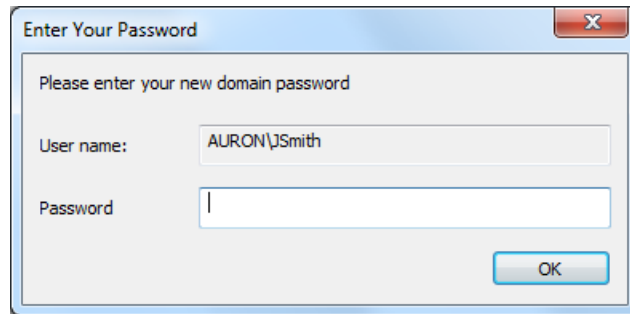 Enter Your Password
Please enter your new domain password
User name: AURON\JSmith
Password
OK